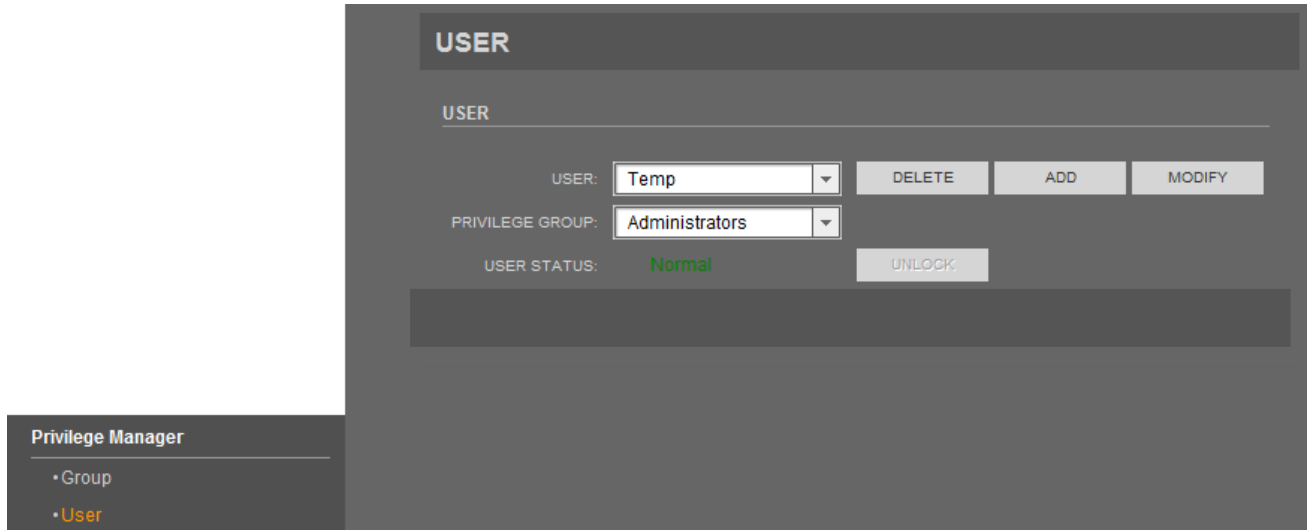 USER
USER
USER: Temp DELETE ADD MODIFY
PRIVILEGE GROUP: Administrators
USER STATUS: Normal UNLOCK
Privilege Manager
•Group
•User